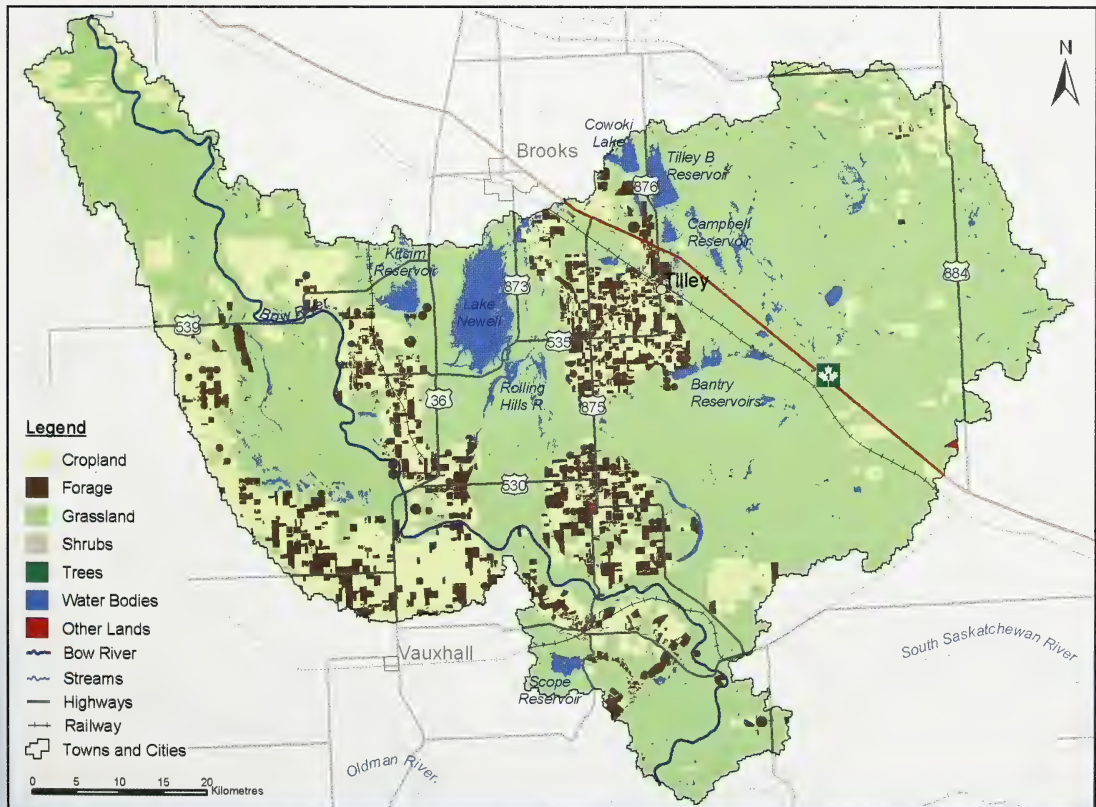 N
Cowoki
Lake
Tilley B
Reservoir
Brooks
876
Campbell
Reservoir
Kitsim
Reservoir
873
884
Tilley
Lake
Newell
Bow River
539
535
Rolling
Hills R.
Bantry
Reservoirs
36
875
530
Legend
Cropland
Forage
Grassland
Shrubs
Trees
Water Bodies
Other Lands
Bow River
Streams
Highways
Railway
Towns and Cities
Vauxhall
Scope
Reservoir
South Saskatchewan River
Oldman River.
0 5 10 20
Kilometres